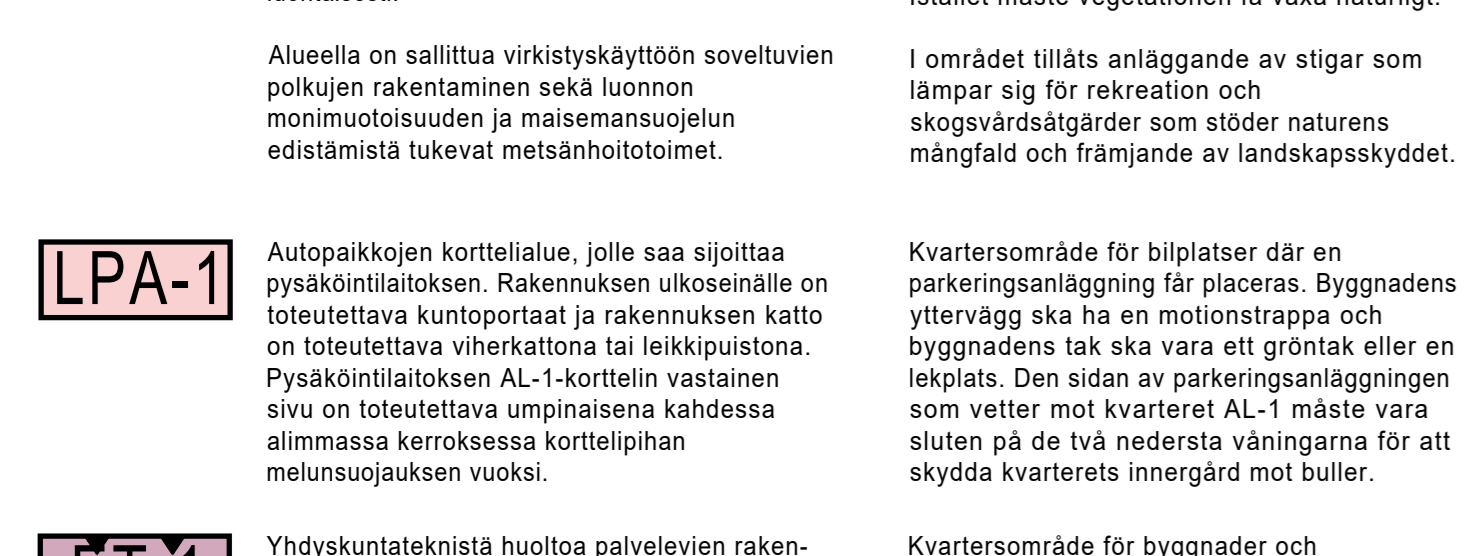 Alueella on sallittua virkistyskäyttöön soveltuvien
polkujen rakentaminen sekä luonnon
monimuotoisuuden ja maisemansuojelun
edistämistä tukevat metsänhoitotoimet.
istället måste vegetationen få växa naturligt.
I området tillåts anläggande av stigar som
lämpar sig för rekreation och
skogsvårdsåtgärder som stöder naturens
mångfald och främjande av landskapsskyddet.
LPA-1
Autopaikkojen korttelialue, jolle saa sijoittaa
pysäköintilaitoksen. Rakennuksen ulkoseinälle on
toteutettava kuntoportaat ja rakennuksen katto
on toteutettava viherkattona tai leikkipuistona.
Pysäköintilaitoksen AL-1-korttelin vastainen
sivu on toteutettava umpinaisena kahdessa
alimmassa kerroksessa korttelipihan
melunsuojauksen vuoksi.
Kvartersområde för bilplatser där en
parkeringsanläggning får placeras. Byggnadens
yttervägg ska ha en motionstrappa och
byggnadens tak ska vara ett gröntak eller en
lekplats. Den sidan av parkeringsanläggningen
som vetter mot kvarteret AL-1 måste vara
sluten på de två nedersta våningarna för att
skydda kvarterets innergård mot buller.
Yhdyskuntateknistä huoltoa palvelevien raken-
Kvartersområde för byggnader och